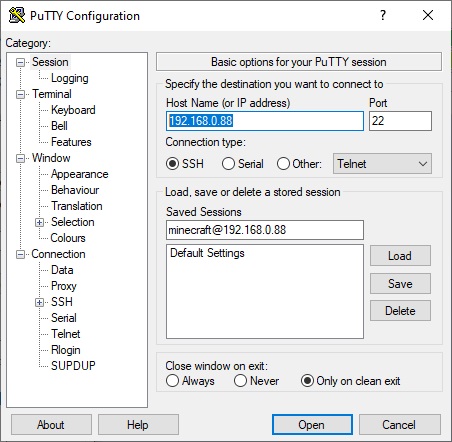 PuTTY Configuration
?
Category:
Session
Logging
Terminal
Keyboard
Bell
Features
Window
Appearance
Behaviour
Translation
Selection
Colours
Connection
Data
Proxy
SSH
Serial
Telnet
Rlogin
SUPDUP
Basic options for your PuTTY session
Specify the destination you want to connect to
Host Name (or IP address) Port
192.168.0.88 22
Connection type:
SSH Serial Other: Telnet
Load, save or delete a stored session
Saved Sessions
minecraft@192.168.0.88
Default Settings
Load
Save
Delete
Close window on exit:
Always Never Only on clean exit
About Help Open Cancel